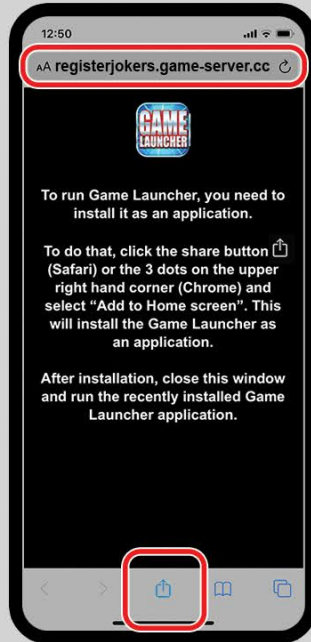 12:50
AA registerjokers.game-server.cc
GAME
LAUNCHER
To run Game Launcher, you need to
install it as an application.
To do that, click the share button
(Safari) or the 3 dots on the upper
right hand corner (Chrome) and
select “Add to Home screen”. This
will install the Game Launcher as
an application.
After installation, close this window
and run the recently installed Game
Launcher application.